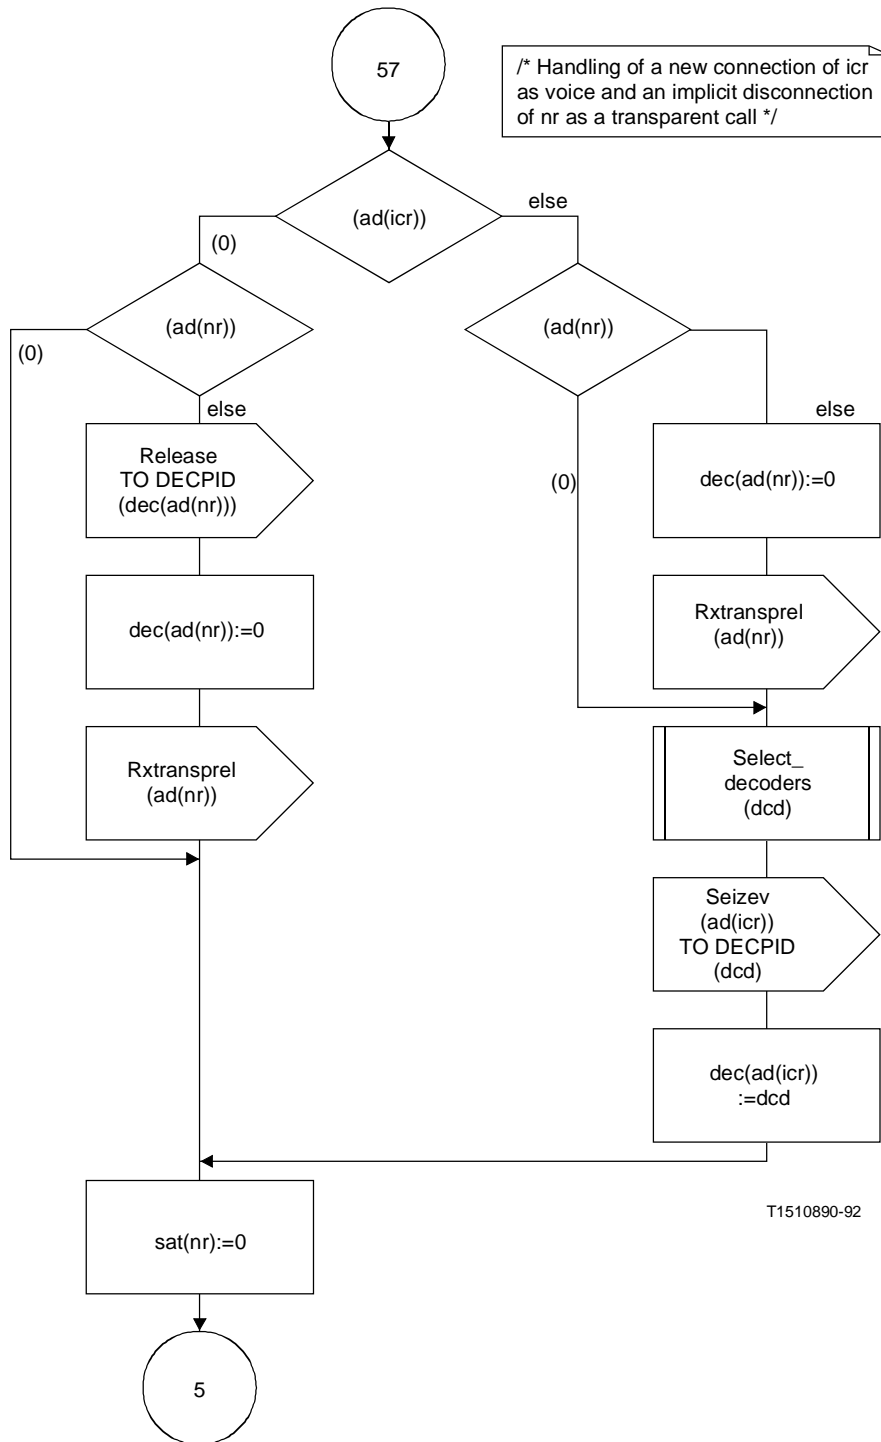 57
/* Handling of a new connection of icr
as voice and an implicit disconnection
of nr as a transparent call */
(ad(icr))
else
(0)
(ad(nr))
(ad(nr))
(0)
else
else
Release
TO DECPID
(dec(ad(nr)))
(0)
dec(ad(nr)):=0
dec(ad(nr)):=0
Rxtransprel
(ad(nr))
Rxtransprel
(ad(nr))
Select_
decoders
(dcd)
Seizev
(ad(icr))
TO DECPID
(dcd)
dec(ad(icr))
:=dcd
sat(nr):=0
T1510890-92
5